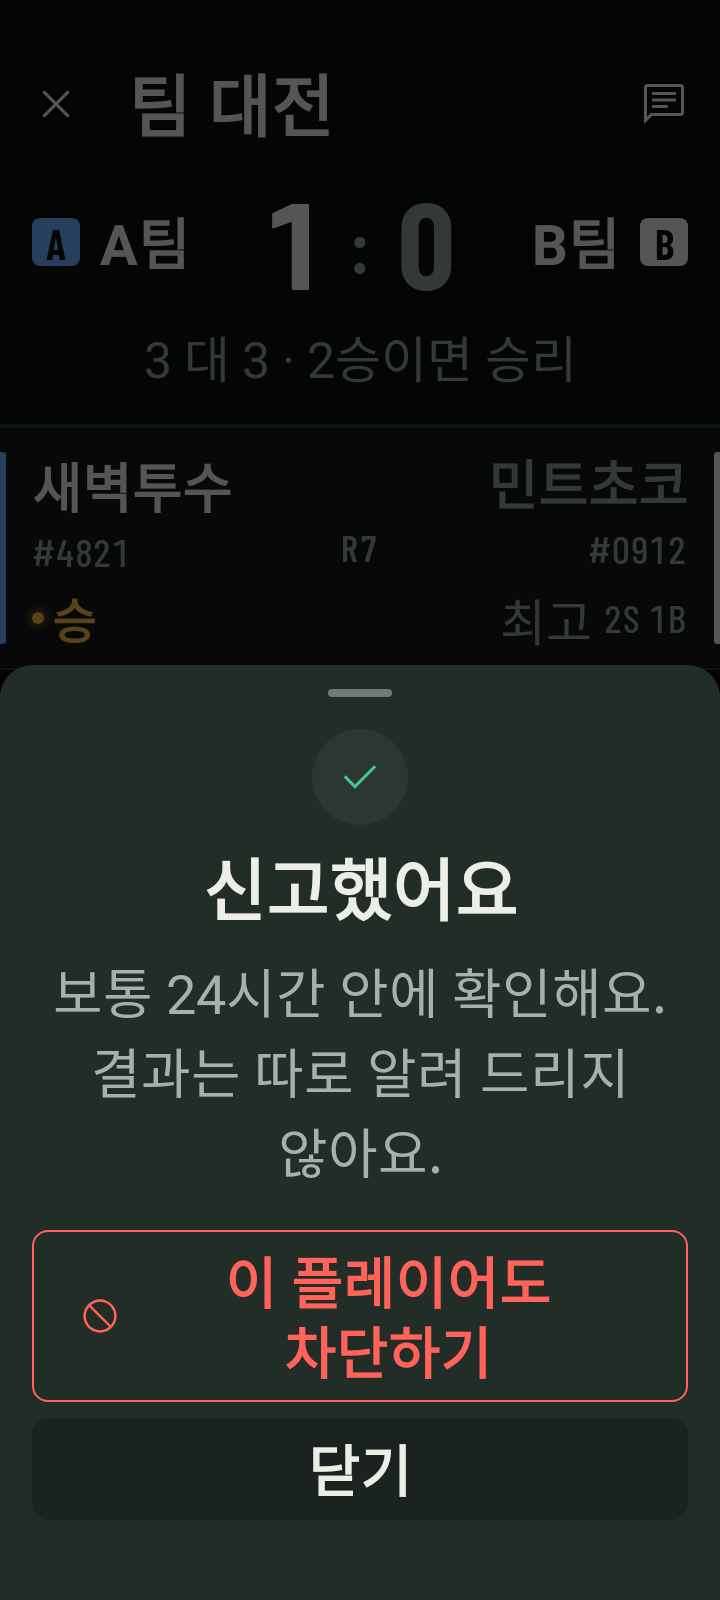 팀 대전
A A팀 1 : 0 B팀 B
3 대 3 · 2승이면 승리
새벽투수 민트초코
#4821 R7 #0912
승 최고 2S 1B
신고했어요
보통 24시간 안에 확인해요.
결과는 따로 알려 드리지
않아요.
이 플레이어도
차단하기
닫기